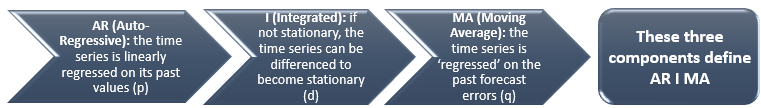 AR (Auto-
Regressive): the time
series is linearly
regressed on its past
values (p)
I (Integrated): if
not stationary, the
time series can be
differenced to
become stationary
(d)
MA (Moving
Average): the
time series is
‘regressed’ on the
past forecast
errors (q)
These three
components define
AR I MA